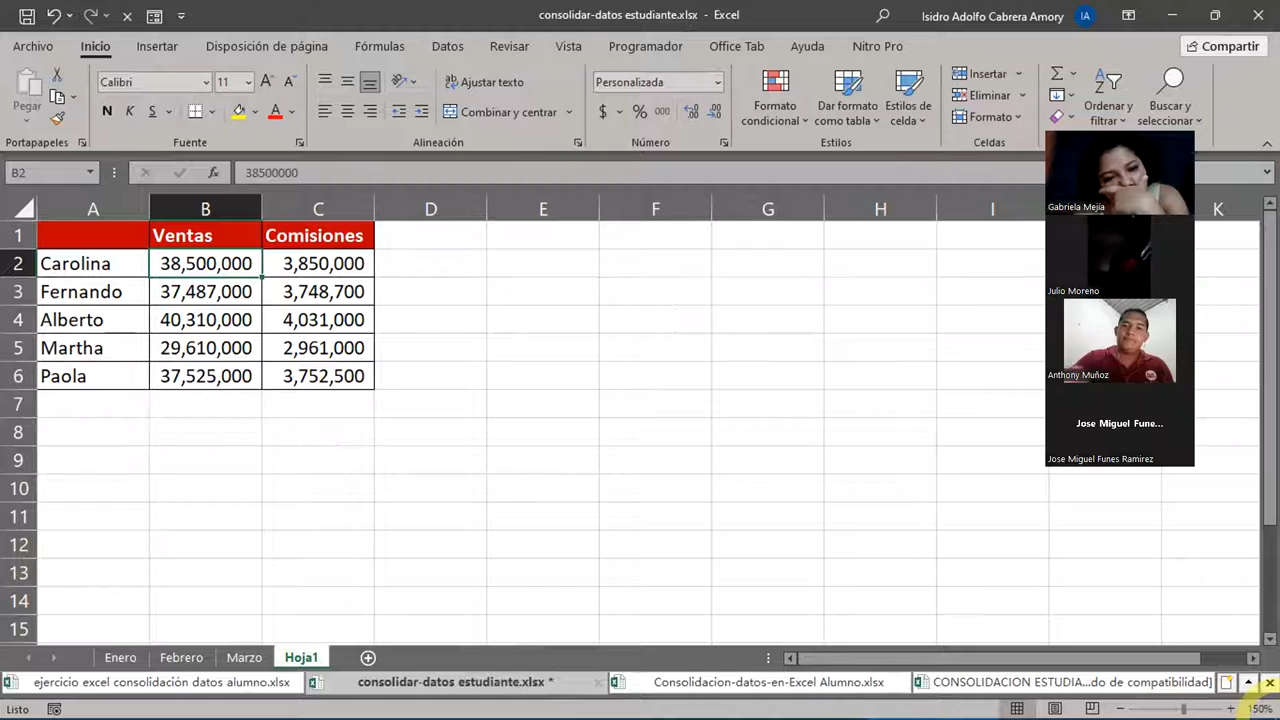 consolidar-datos estudiante.xlsx - Excel
Isidro Adolfo Cabrera Amory
IA
Archivo Inicio Insertar Disposición de página Fórmulas Datos Revisar Vista Programador Office Tab Ayuda Nitro Pro
Compartir
Pegar
Calibri 11
N K S
Ajustar texto
Combinar y centrar
Personalizada
$ % 000
Formato condicional
Dar formato como tabla
Estilos de celda
Insertar
Eliminar
Formato
Ordenar y filtrar
Buscar y seleccionar
Portapapeles Fuente Alineación Número Estilos Celdas
B2 fx 38500000
A B C D E F G H I K
1 Ventas Comisiones
2 Carolina 38,500,000 3,850,000
3 Fernando 37,487,000 3,748,700
4 Alberto 40,310,000 4,031,000
5 Martha 29,610,000 2,961,000
6 Paola 37,525,000 3,752,500
7
8
9
10
11
12
13
14
15
Gabriela Mejía
Julio Moreno
Anthony Muñoz
Jose Miguel Fune...
Jose Miguel Funes Ramirez
Enero Febrero Marzo Hoja1
ejercicio excel consolidación datos alumno.xlsx
consolidar-datos estudiante.xlsx *
Consolidacion-datos-en-Excel Alumno.xlsx
CONSOLIDACION ESTUDIA...do de compatibilidad]
Listo
150%